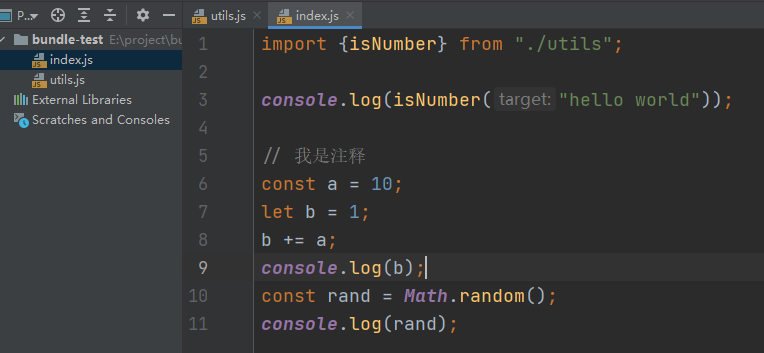 P...
utils.js
index.js
bundle-test E:\project\bu
index.js
utils.js
External Libraries
Scratches and Consoles
1 import {isNumber} from "./utils";
2
3 console.log(isNumber( target: "hello world"));
4
5 // 我是注释
6 const a = 10;
7 let b = 1;
8 b += a;
9 console.log(b);
10 const rand = Math.random();
11 console.log(rand);